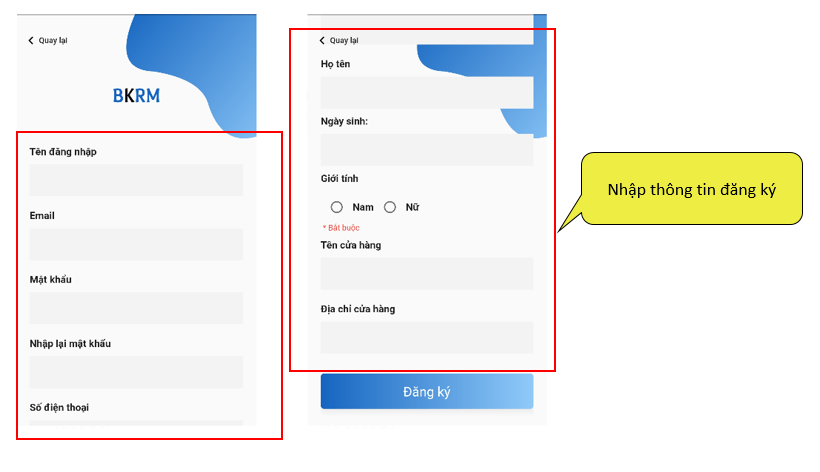 Quay lại
BKRM
Tên đăng nhập
Email
Mật khẩu
Nhập lại mật khẩu
Số điện thoại
Quay lại
Họ tên
Ngày sinh:
Giới tính
Nam
Nữ
* Bắt buộc
Tên cửa hàng
Địa chỉ cửa hàng
Đăng ký
Nhập thông tin đăng ký